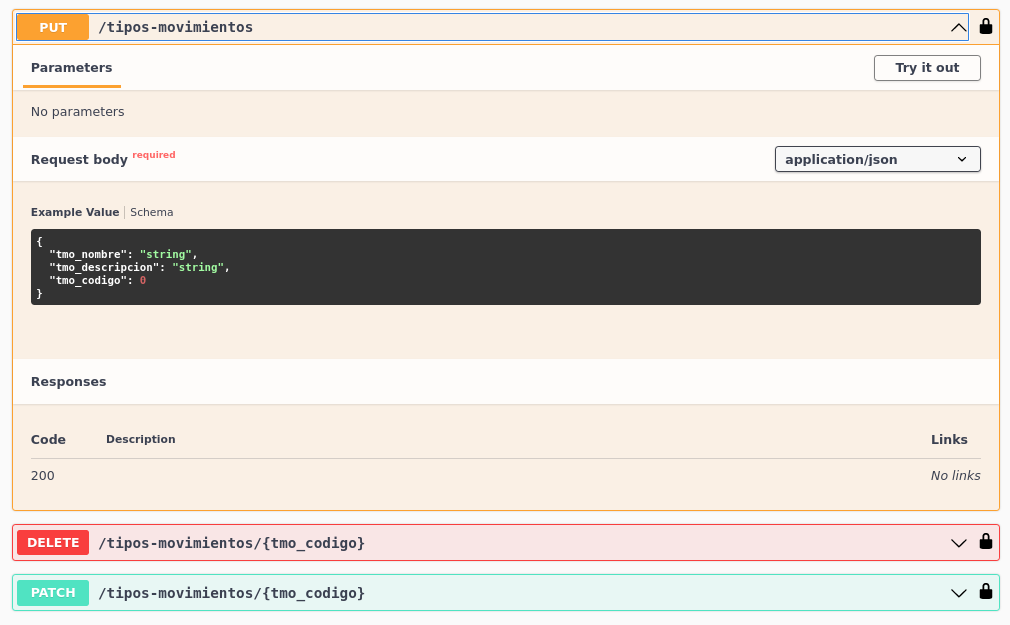 PUT /tipos-movimientos
Parameters Try it out
No parameters
Request body required application/json
Example Value Schema
{
  "tmo_nombre": "string",
  "tmo_descripcion": "string",
  "tmo_codigo": 0
}
Responses
Code Description Links
200 No links
DELETE /tipos-movimientos/{tmo_codigo}
PATCH /tipos-movimientos/{tmo_codigo}